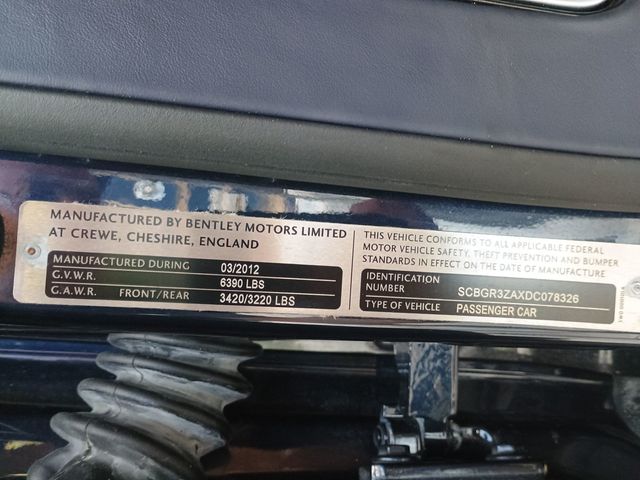 MANUFACTURED BY BENTLEY MOTORS LIMITED
AT CREWE, CHESHIRE, ENGLAND
MANUFACTURED DURING 03/2012
G.V.W.R. 6390 LBS
G.A.W.R. FRONT/REAR 3420/3220 LBS
THIS VEHICLE CONFORMS TO ALL APPLICABLE FEDERAL
MOTOR VEHICLE SAFETY, THEFT PREVENTION AND BUMPER
STANDARDS IN EFFECT ON THE DATE OF MANUFACTURE
IDENTIFICATION
NUMBER SCBGR3ZAXDC078326
TYPE OF VEHICLE PASSENGER CAR